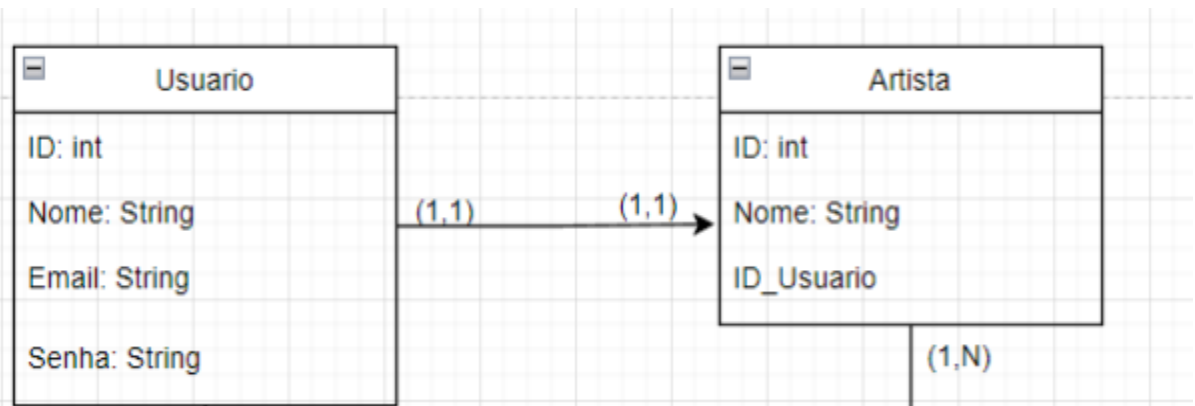 Usuario
ID: int
Nome: String
Email: String
Senha: String
(1,1)
(1,1)
Artista
ID: int
Nome: String
ID_Usuario
(1,N)